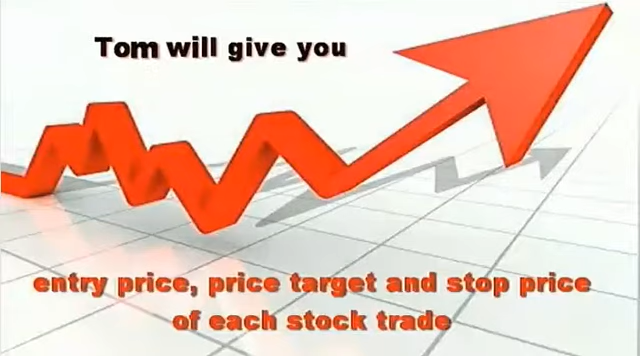 Tom will give you
entry price, price target and stop price
of each stock trade